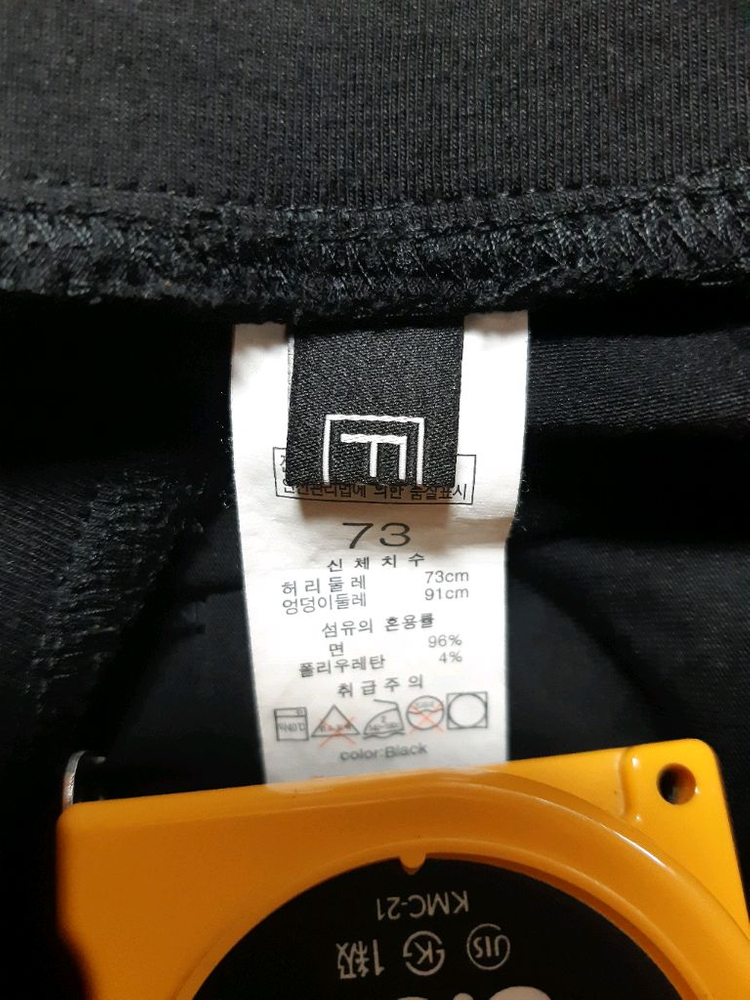 안전관리법에 의한 품질표시
73
신체치수
허리둘레 73cm
엉덩이둘레 91cm
섬유의 혼용률
면 96%
폴리우레탄 4%
취급주의
color:Black
KMC-21
JIS K 1級